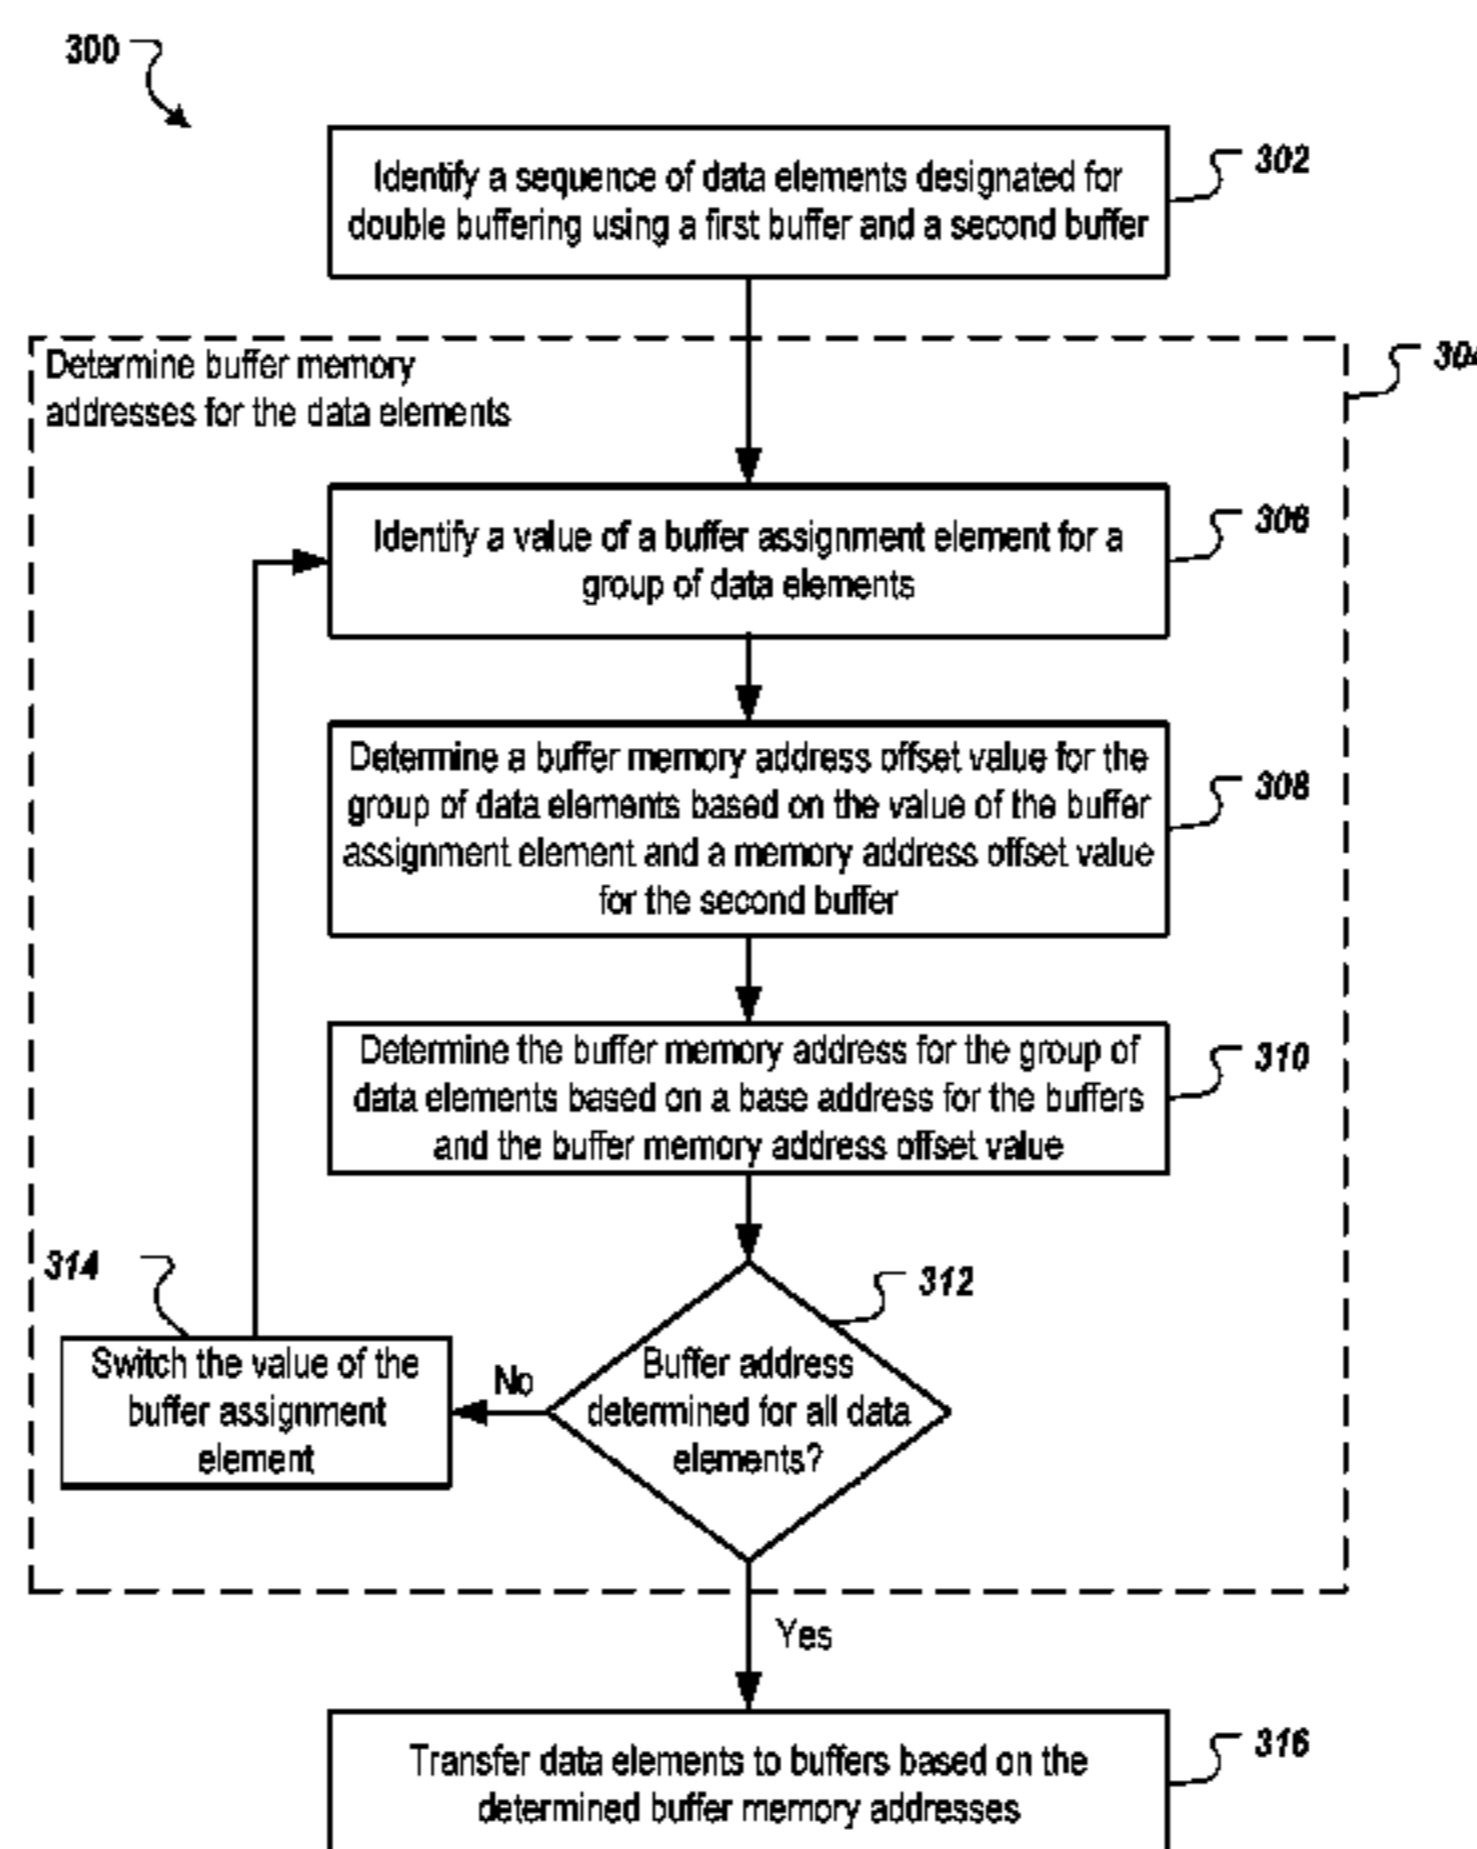 300
Identify a sequence of data elements designated for
double buffering using a first buffer and a second buffer
302
Determine buffer memory
addresses for the data elements
304
Identify a value of a buffer assignment element for a
group of data elements
306
Determine a buffer memory address offset value for the
group of data elements based on the value of the buffer
assignment element and a memory address offset value
for the second buffer
308
Determine the buffer memory address for the group of
data elements based on a base address for the buffers
and the buffer memory address offset value
310
314
312
Switch the value of the
buffer assignment
element
No
Buffer address
determined for all data
elements?
Yes
Transfer data elements to buffers based on the
determined buffer memory addresses
316